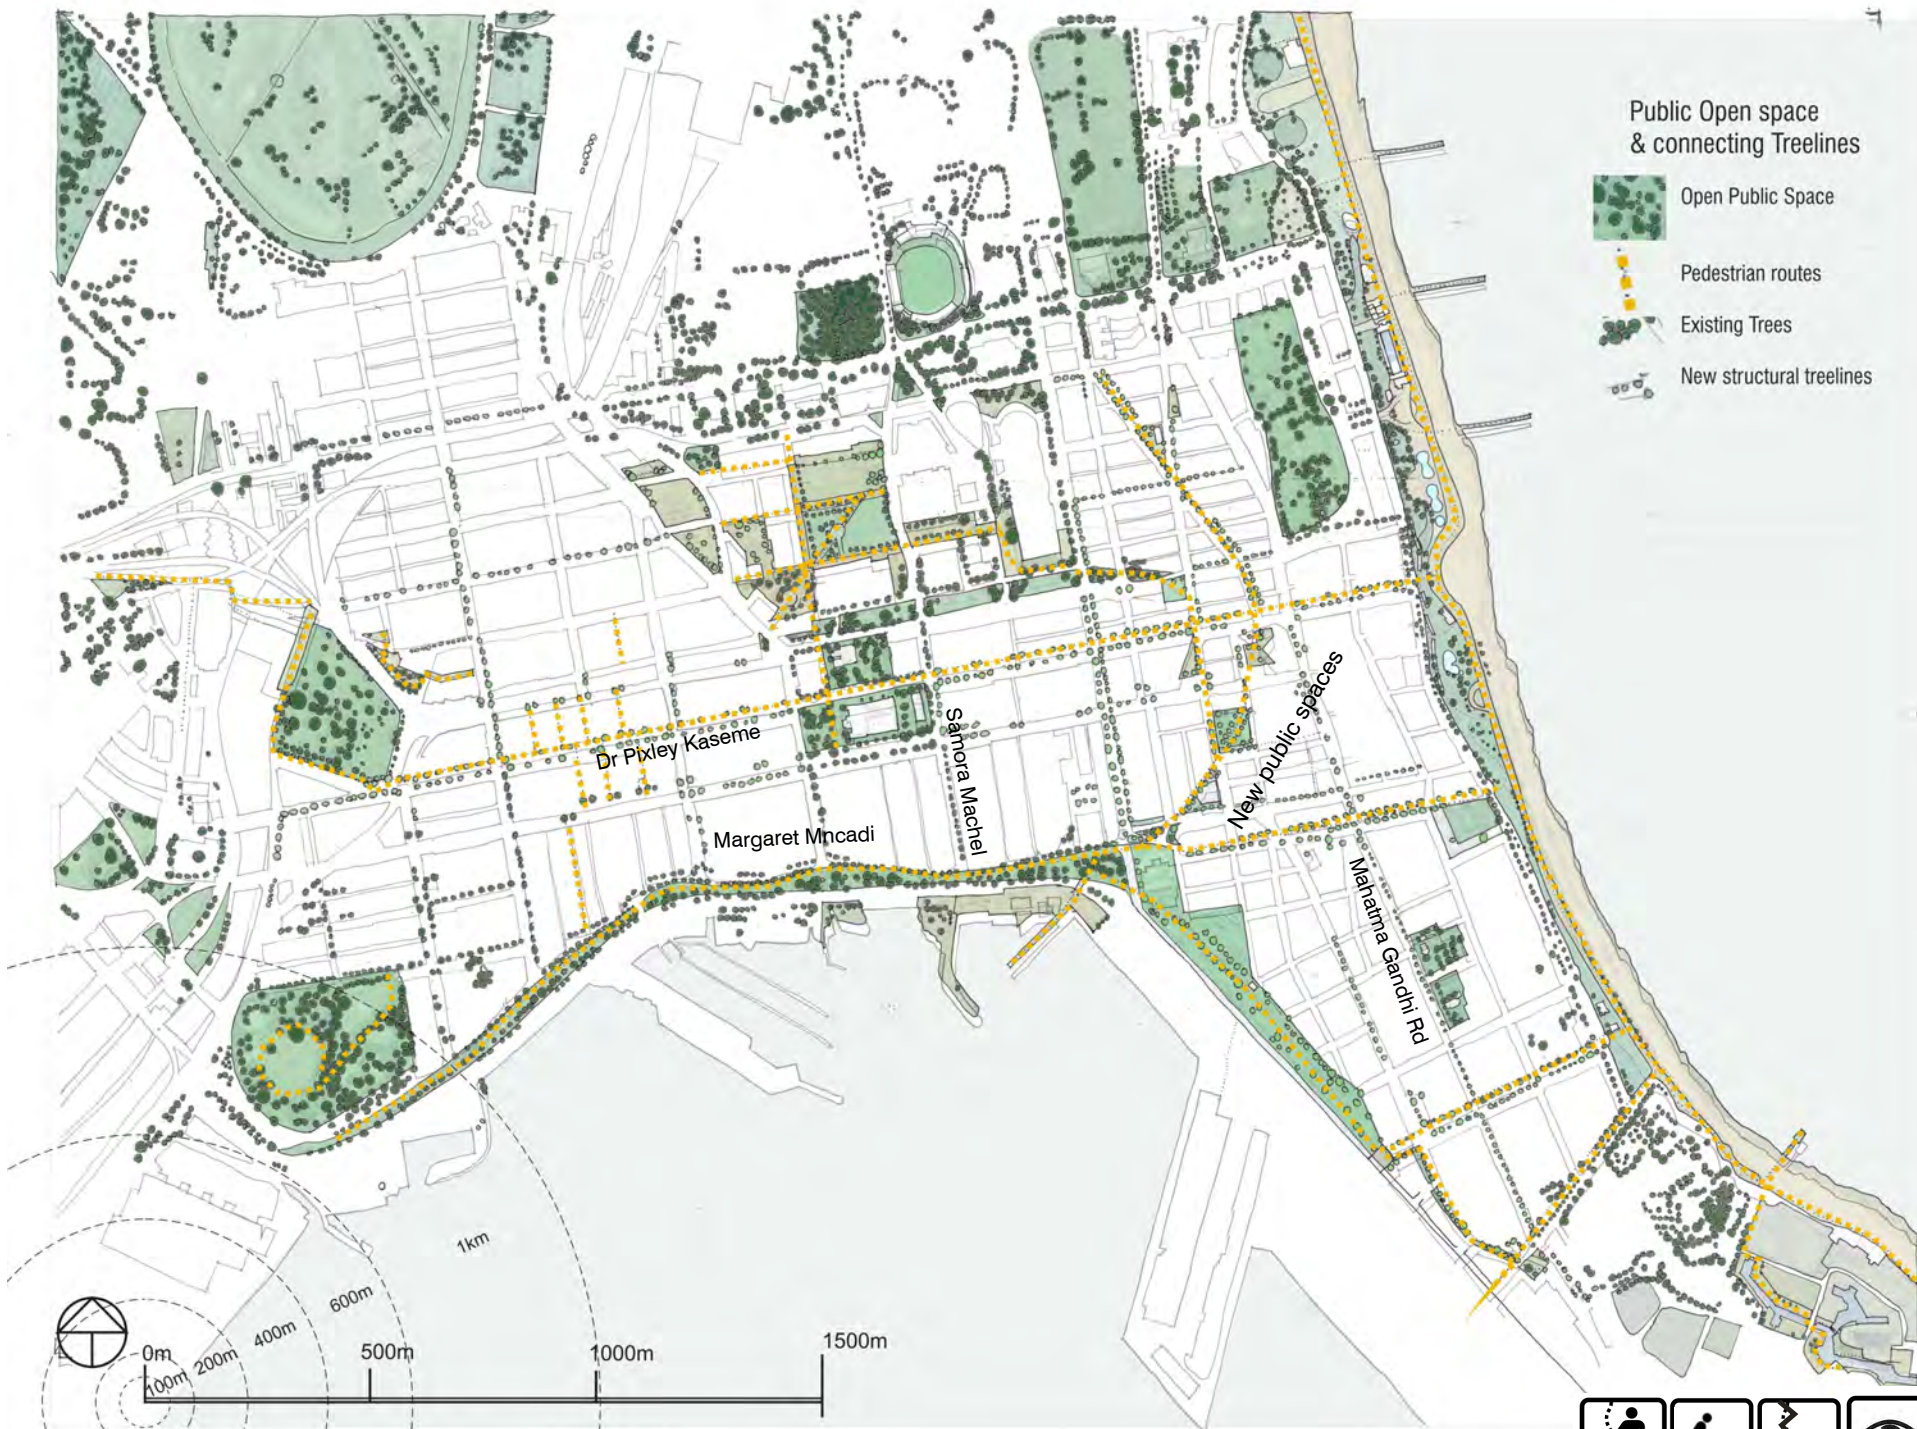 Public Open space
& connecting Treelines
Open Public Space
Pedestrian routes
Existing Trees
New structural treelines
New public spaces
Dr Pixley Kaseme
Samora Machel
Margaret Mncadi
Mahatma Gandhi Rd
1km
600m
400m
200m
100m
0m
500m
1000m
1500m